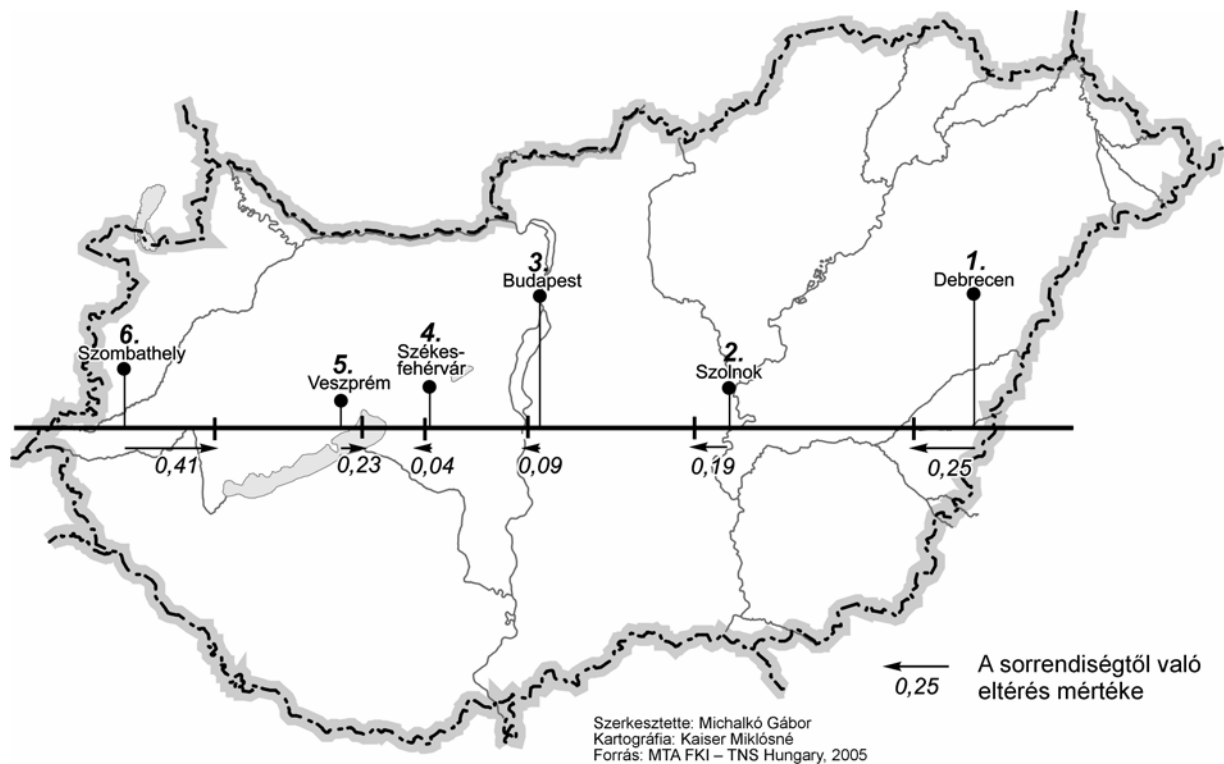 3.
Budapest
1.
Debrecen
6.
Szombathely
4.
Székes-
fehérvár
5.
Veszprém
2.
Szolnok
0,41
0,23
0,04
0,09
0,19
0,25
A sorrendiségtől való
eltérés mértéke
0,25
Szerkesztette: Michalkó Gábor
Kartográfia: Kaiser Miklósné
Forrás: MTA FKI – TNS Hungary, 2005